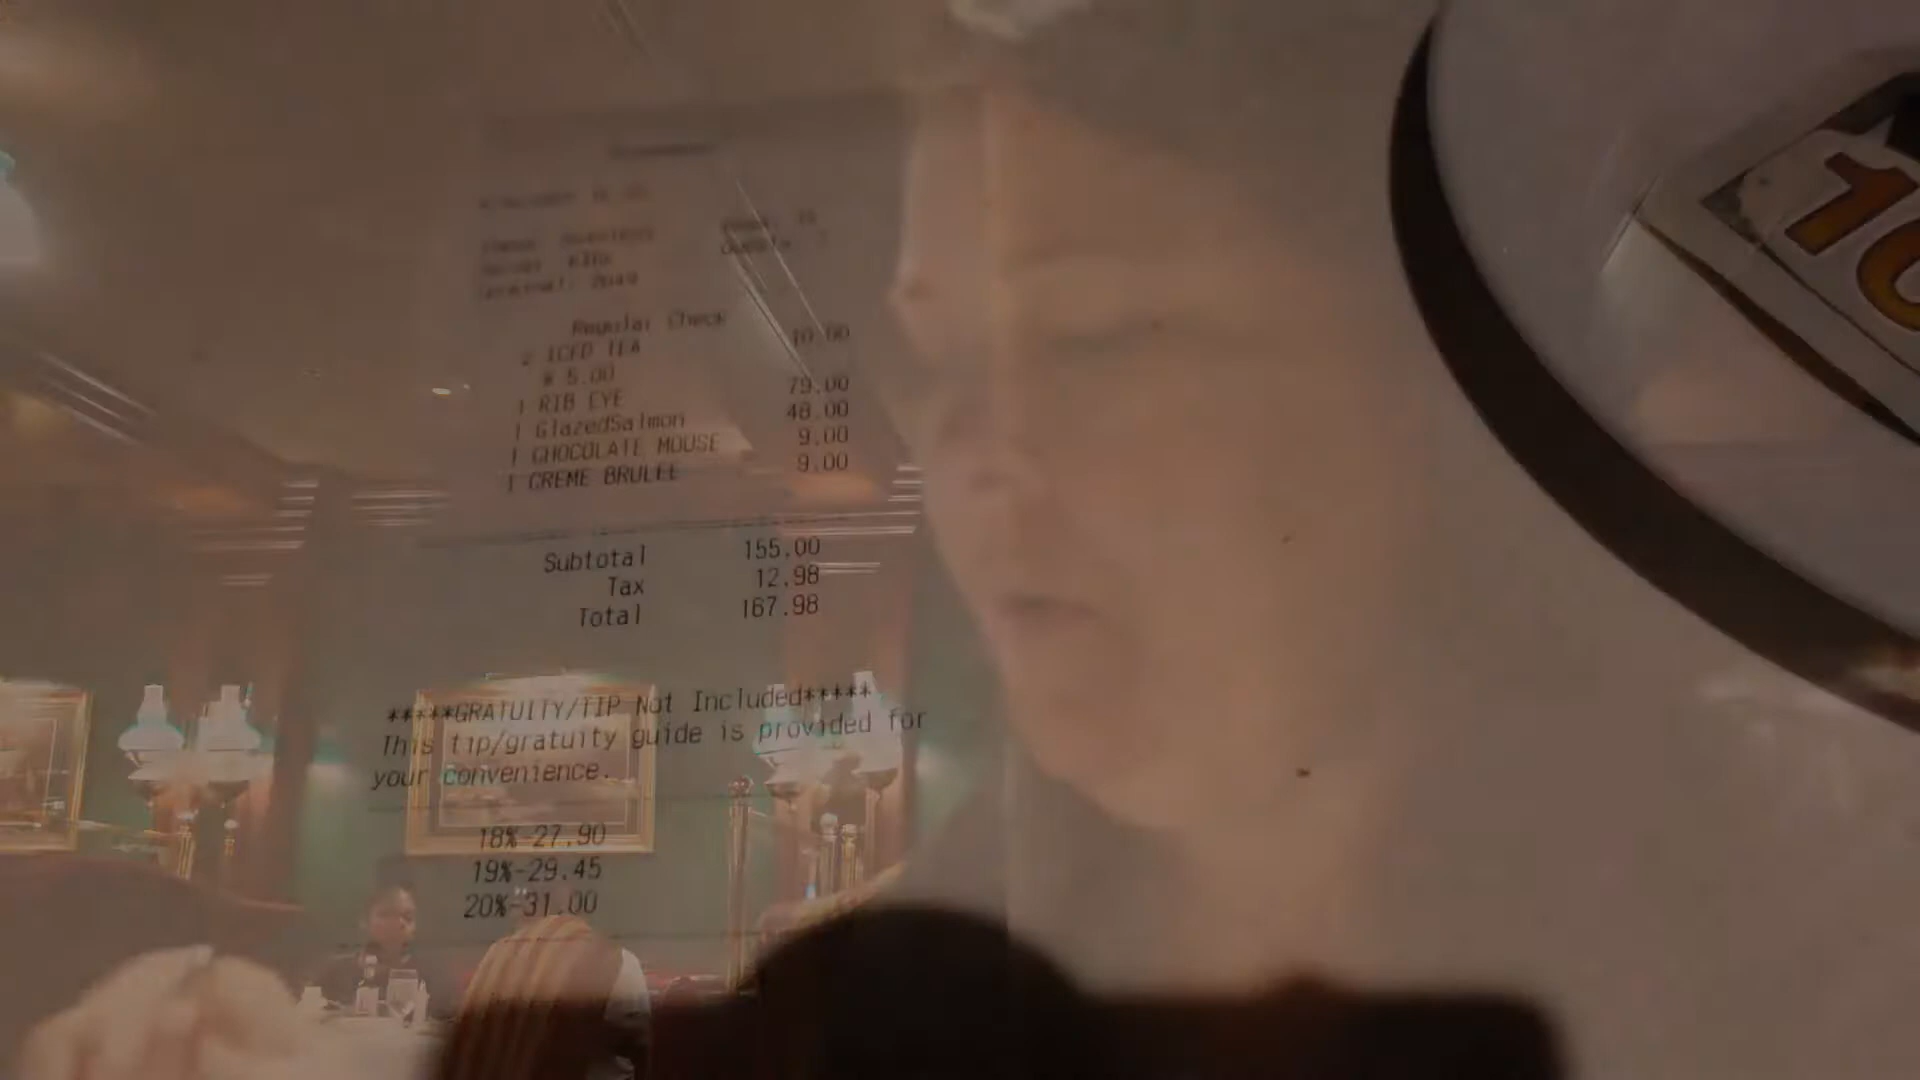 Regular Check
2 ICED TEA 10.00
@ 5.00
1 RIB EYE 79.00
1 GlazedSalmon 48.00
1 CHOCOLATE MOUSE 9.00
1 CREME BRULEE 9.00
Subtotal 155.00
Tax 12.98
Total 167.98
*****GRATUITY/TIP Not Included*****
This tip/gratuity guide is provided for
your convenience.
18%-27.90
19%-29.45
20%-31.00
10